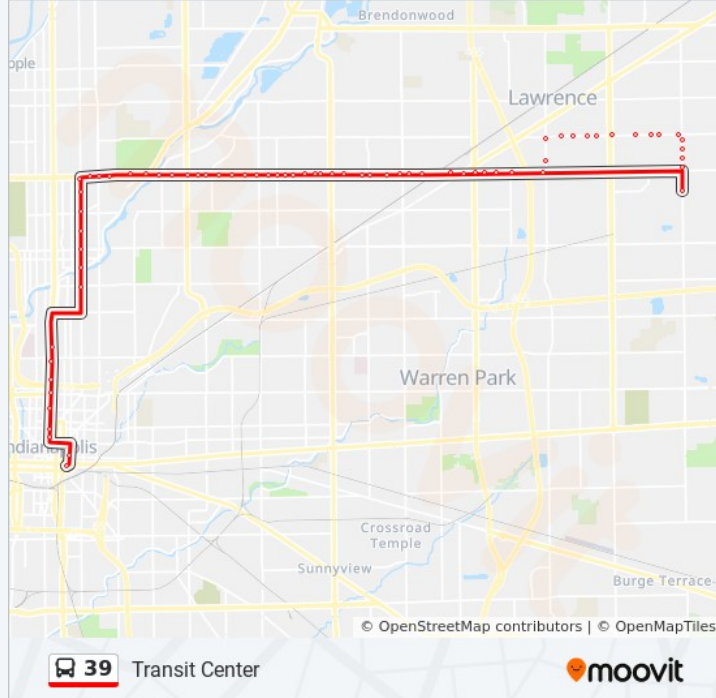 Brendonwood
ople
Lawrence
Warren Park
ndianapolis
Crossroad
Temple
Sunnyview
Burge Terrace
© OpenStreetMap contributors | © OpenMapTiles
39 Transit Center
moovit